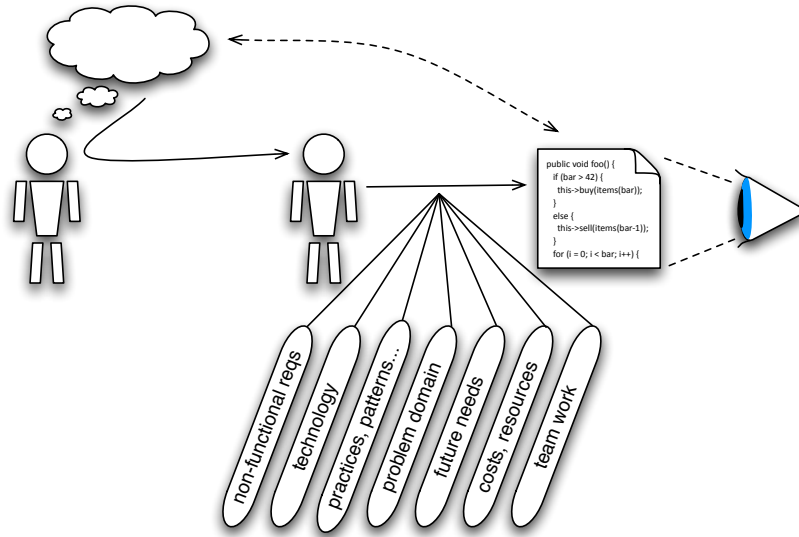 public void foo() {
if (bar > 42) {
this->buy(items(bar));
}
else {
this->sell(items(bar-1));
}
for (i = 0; i < bar; i++) {
non-functional reqs
technology
practices, patterns...
problem domain
future needs
costs, resources
team work